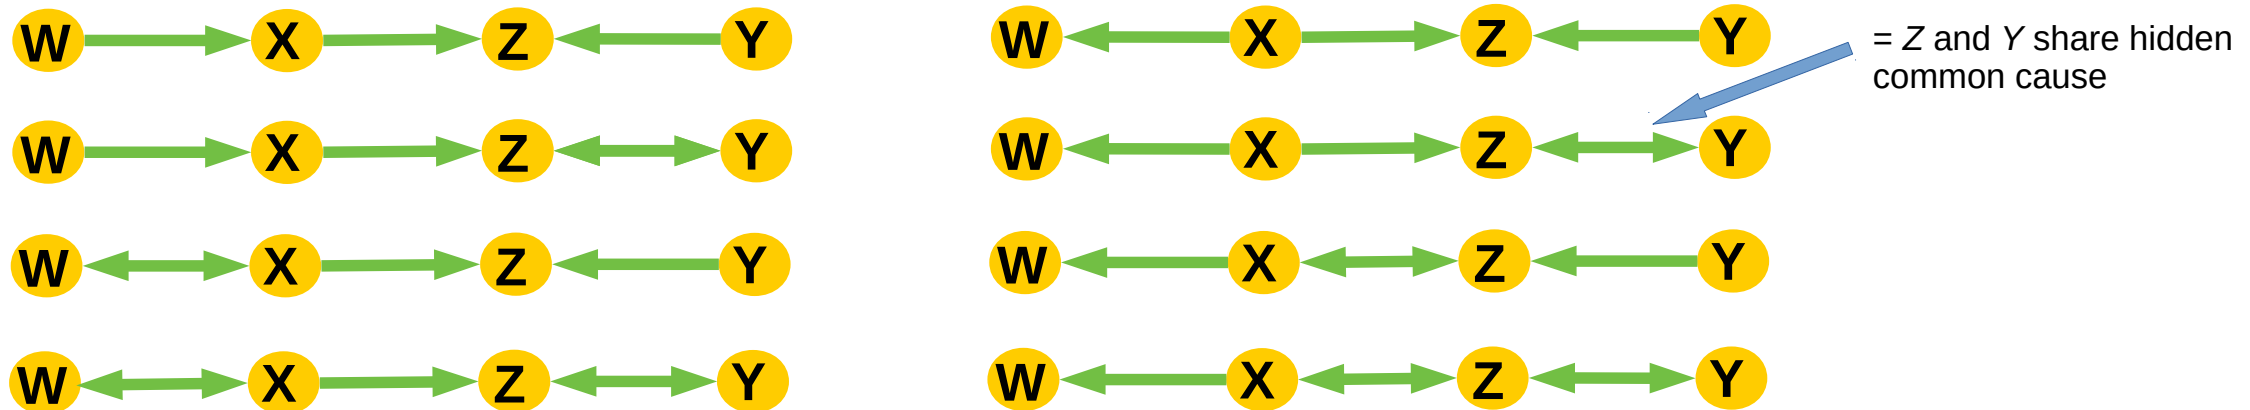 W X Z Y W X Z Y = Z and Y share hidden
common cause
W X Z Y W X Z Y
W X Z Y W X Z Y
W X Z Y W X Z Y